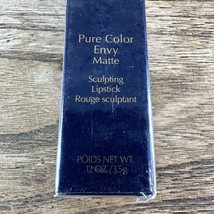 Pure Color
Envy
Matte
Sculpting
Lipstick
Rouge sculptant
POIDS NET WT.
.12 OZ./3.5g